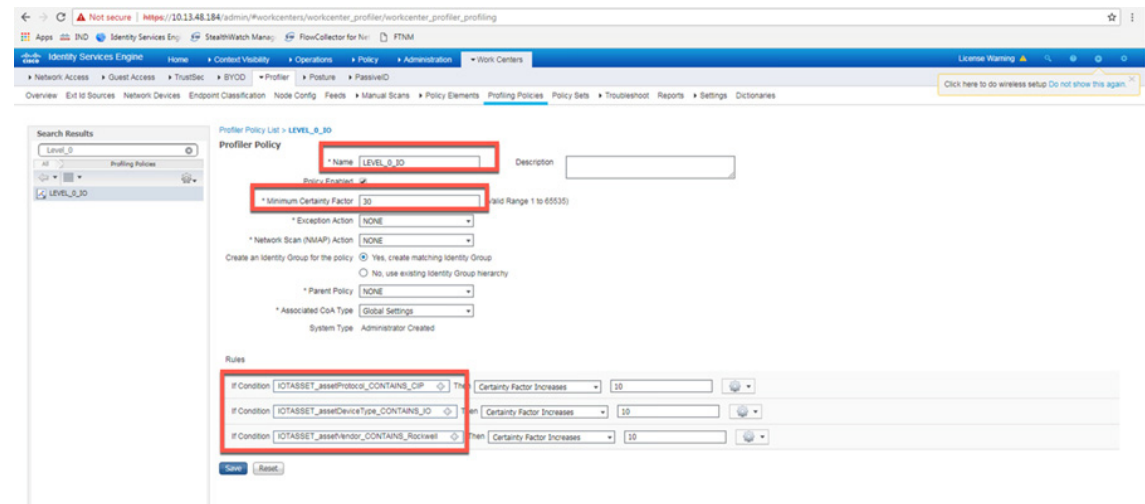 Not secure | https://10.13.48.184/admin/#workcenters/workcenter_profiler/workcenter_profiler_profiling
Apps IND Identity Services Engi StealthWatch Manag FlowCollector for Net FTNM
cisco Identity Services Engine Home Context Visibility Operations Policy Administration Work Centers License Warning
Network Access Guest Access TrustSec BYOD Profiler Posture PassiveID
Click here to do wireless setup Do not show this again.
Overview Ext Id Sources Network Devices Endpoint Classification Node Config Feeds Manual Scans Policy Elements Profiling Policies Policy Sets Troubleshoot Reports Settings Dictionaries
Search Results
Level_0
All Profiling Policies
LEVEL_0_IO
Profiler Policy List > LEVEL_0_IO
Profiler Policy
* Name LEVEL_0_IO Description
Policy Enabled
* Minimum Certainty Factor 30 Valid Range 1 to 65535)
* Exception Action NONE
* Network Scan (NMAP) Action NONE
Create an Identity Group for the policy Yes, create matching Identity Group
No, use existing Identity Group hierarchy
* Parent Policy NONE
* Associated CoA Type Global Settings
System Type Administrator Created
Rules
If Condition IOTASSET_assetProtocol_CONTAINS_CIP Then Certainty Factor Increases 10
If Condition IOTASSET_assetDeviceType_CONTAINS_IO Then Certainty Factor Increases 10
If Condition IOTASSET_assetVendor_CONTAINS_Rockwell Then Certainty Factor Increases 10
Save Reset